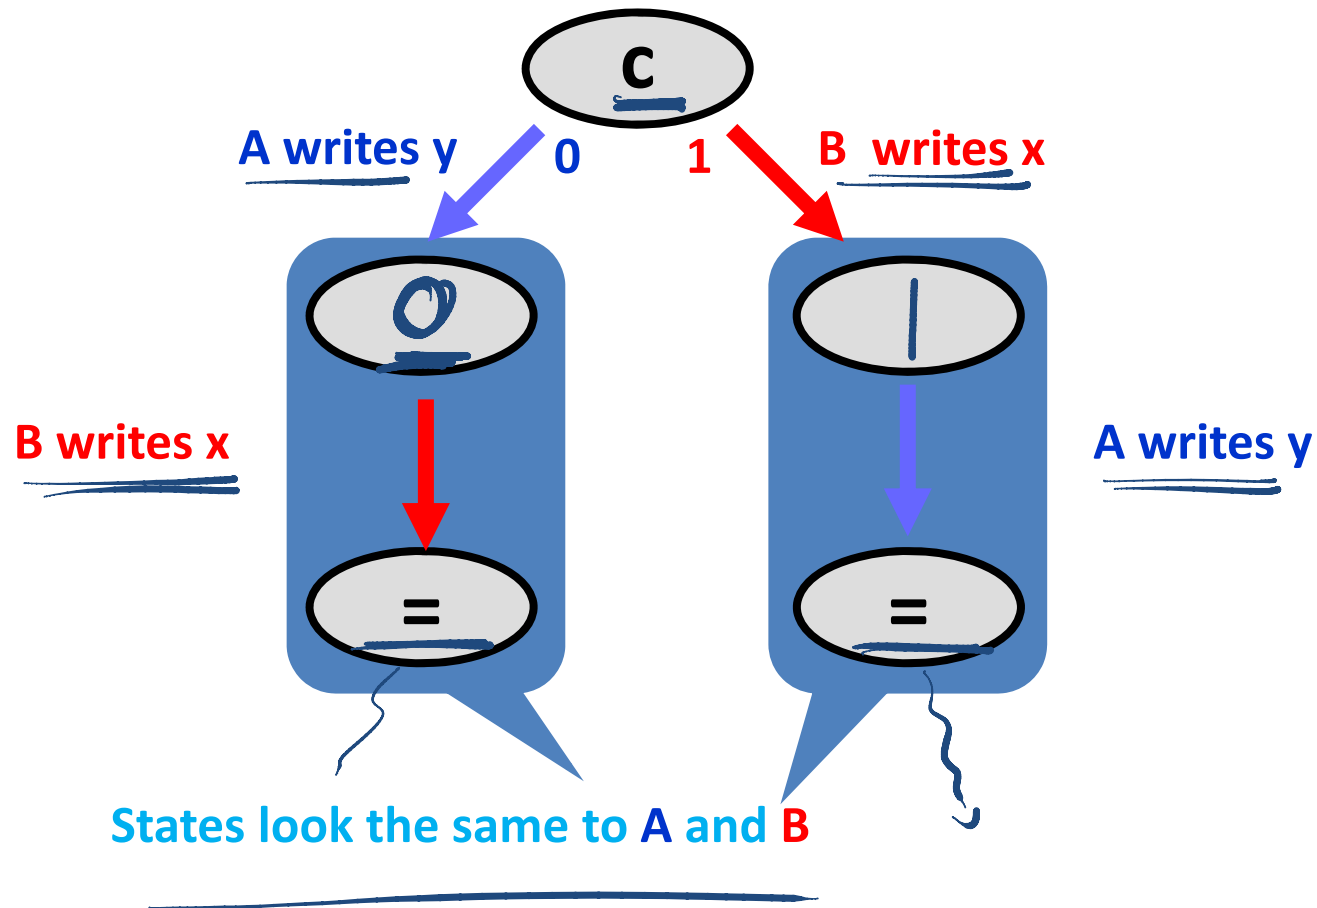 c
A writes y 0 1 B writes x
0 1
B writes x A writes y
= =
States look the same to A and B